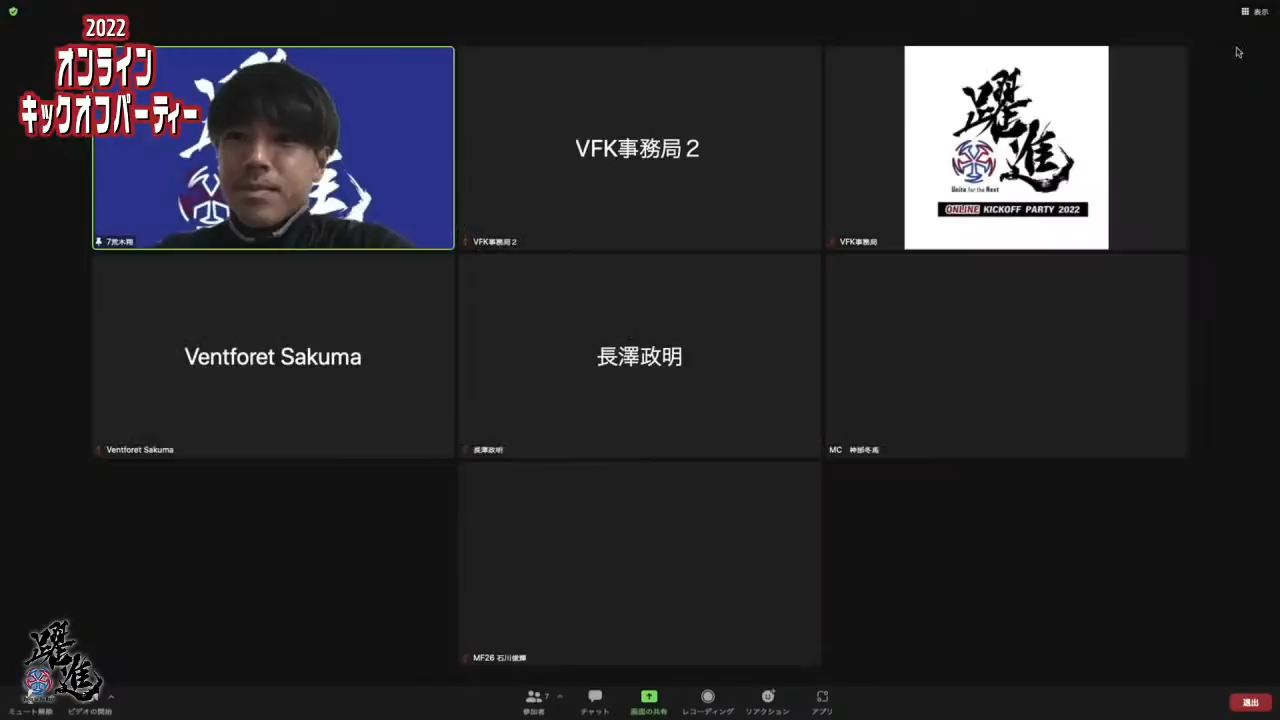 2022
オンライン
キックオフパーティー
表示
7荒木翔
VFK事務局2
VFK事務局2
躍進
Unite for the Next
ONLINE KICKOFF PARTY 2022
VFK事務局
Ventforet Sakuma
Ventforet Sakuma
長澤政明
長澤政明
MC
MF26 石川俊輝
躍進
ミュート解除
ビデオの開始
7
参加者
チャット
画面の共有
レコーディング
リアクション
アプリ
退出